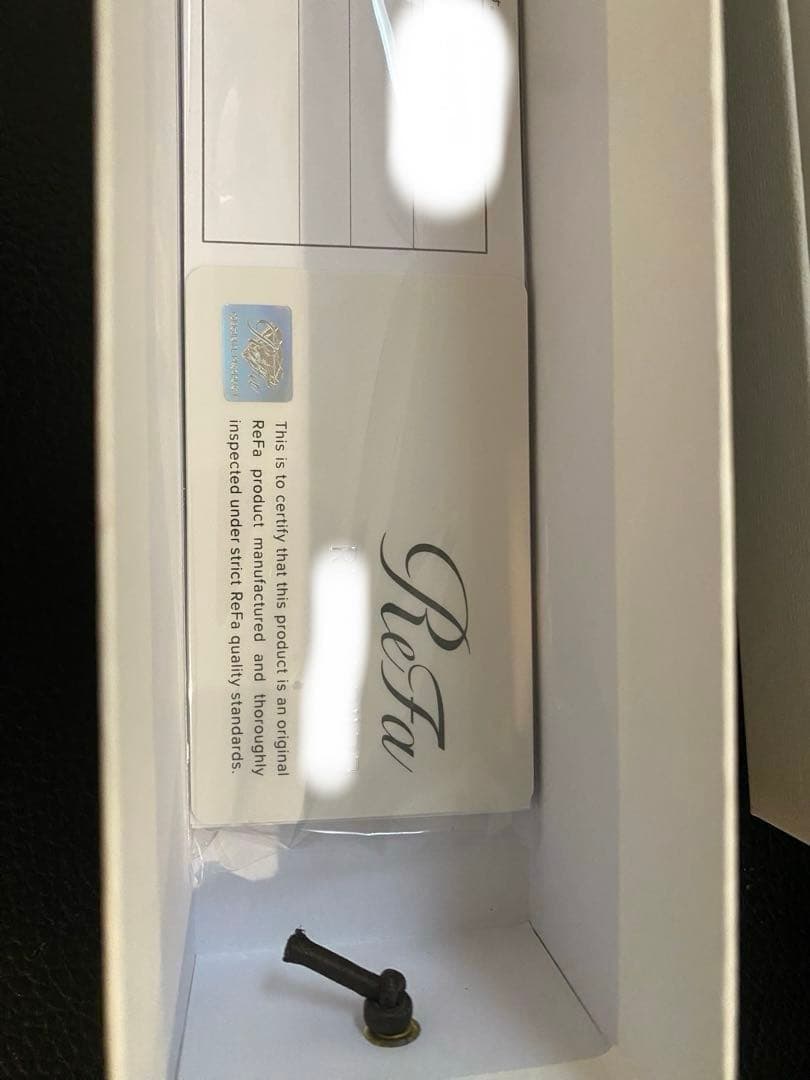 ReFa
This is to certify that this product is an original
ReFa product manufactured and thoroughly
inspected under strict ReFa quality standards.